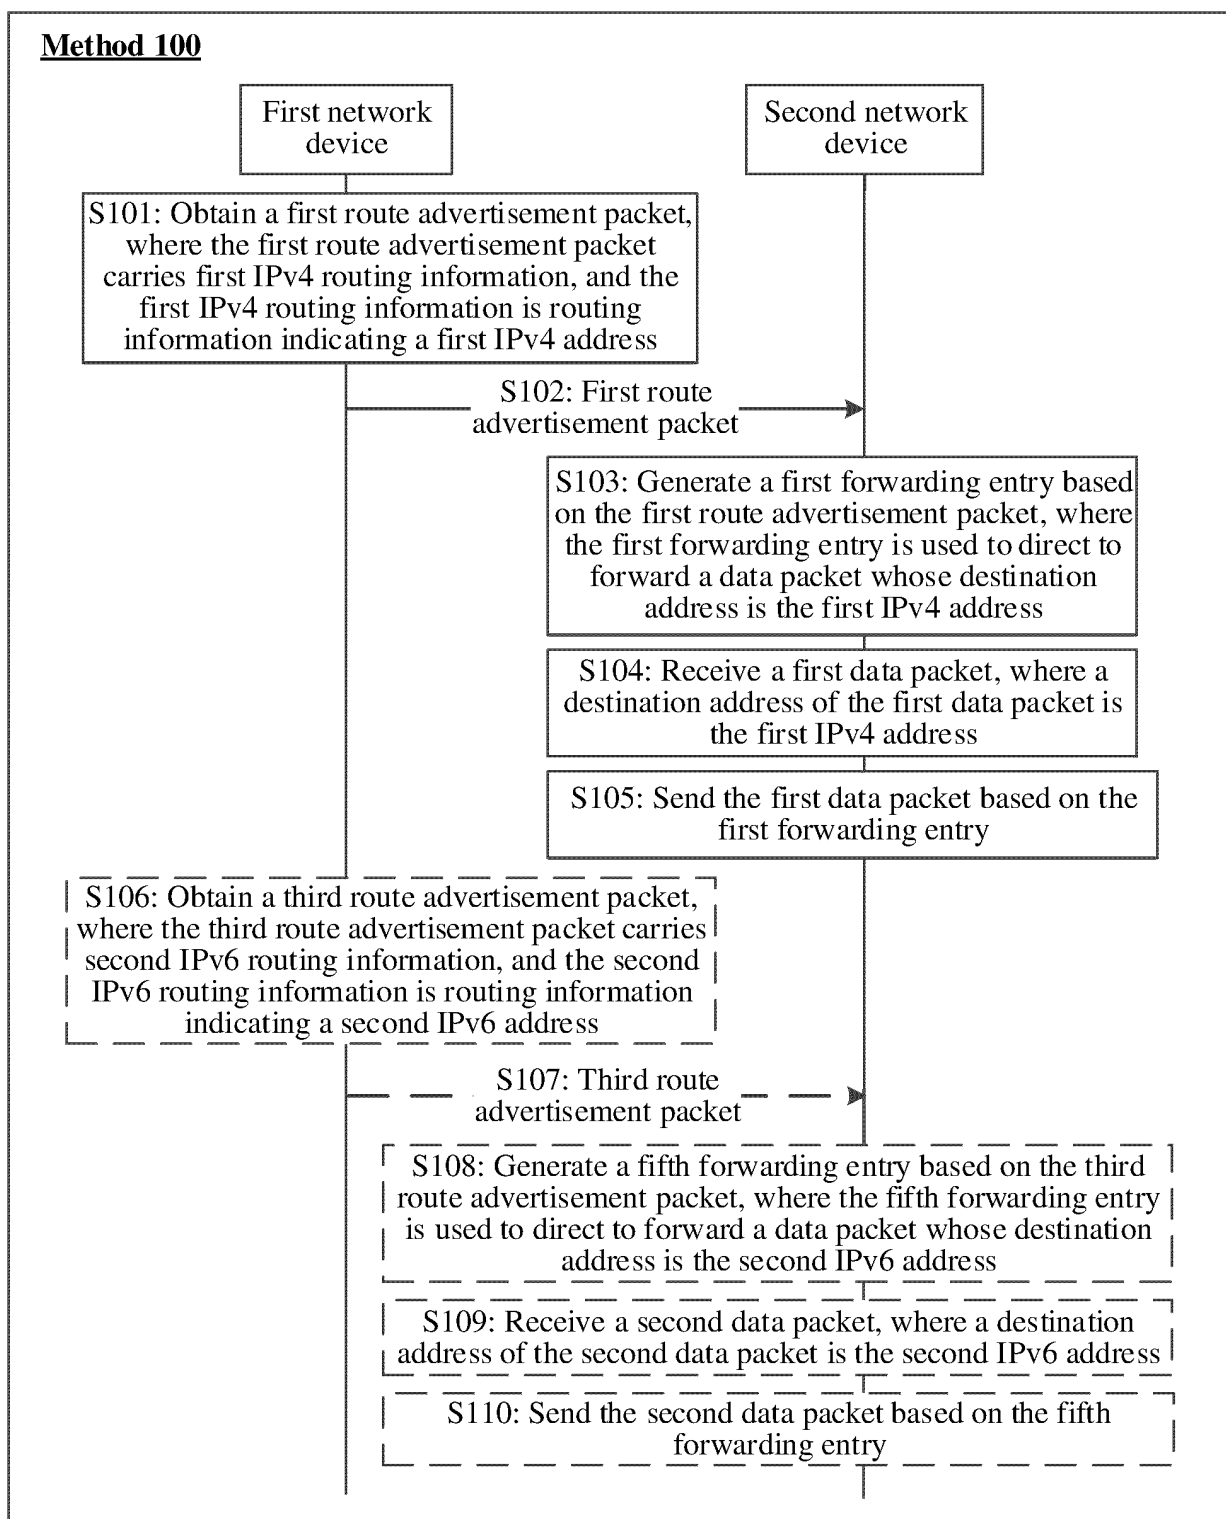 Method 100
First network
device
Second network
device
S101: Obtain a first route advertisement packet,
where the first route advertisement packet
carries first IPv4 routing information, and the
first IPv4 routing information is routing
information indicating a first IPv4 address
S102: First route
advertisement packet
S103: Generate a first forwarding entry based
on the first route advertisement packet, where
the first forwarding entry is used to direct to
forward a data packet whose destination
address is the first IPv4 address
S104: Receive a first data packet, where a
destination address of the first data packet is
the first IPv4 address
S105: Send the first data packet based on the
first forwarding entry
S106: Obtain a third route advertisement packet,
where the third route advertisement packet carries
second IPv6 routing information, and the second
IPv6 routing information is routing information
indicating a second IPv6 address
S107: Third route
advertisement packet
S108: Generate a fifth forwarding entry based on the third
route advertisement packet, where the fifth forwarding entry
is used to direct to forward a data packet whose destination
address is the second IPv6 address
S109: Receive a second data packet, where a destination
address of the second data packet is the second IPv6 address
S110: Send the second data packet based on the fifth
forwarding entry